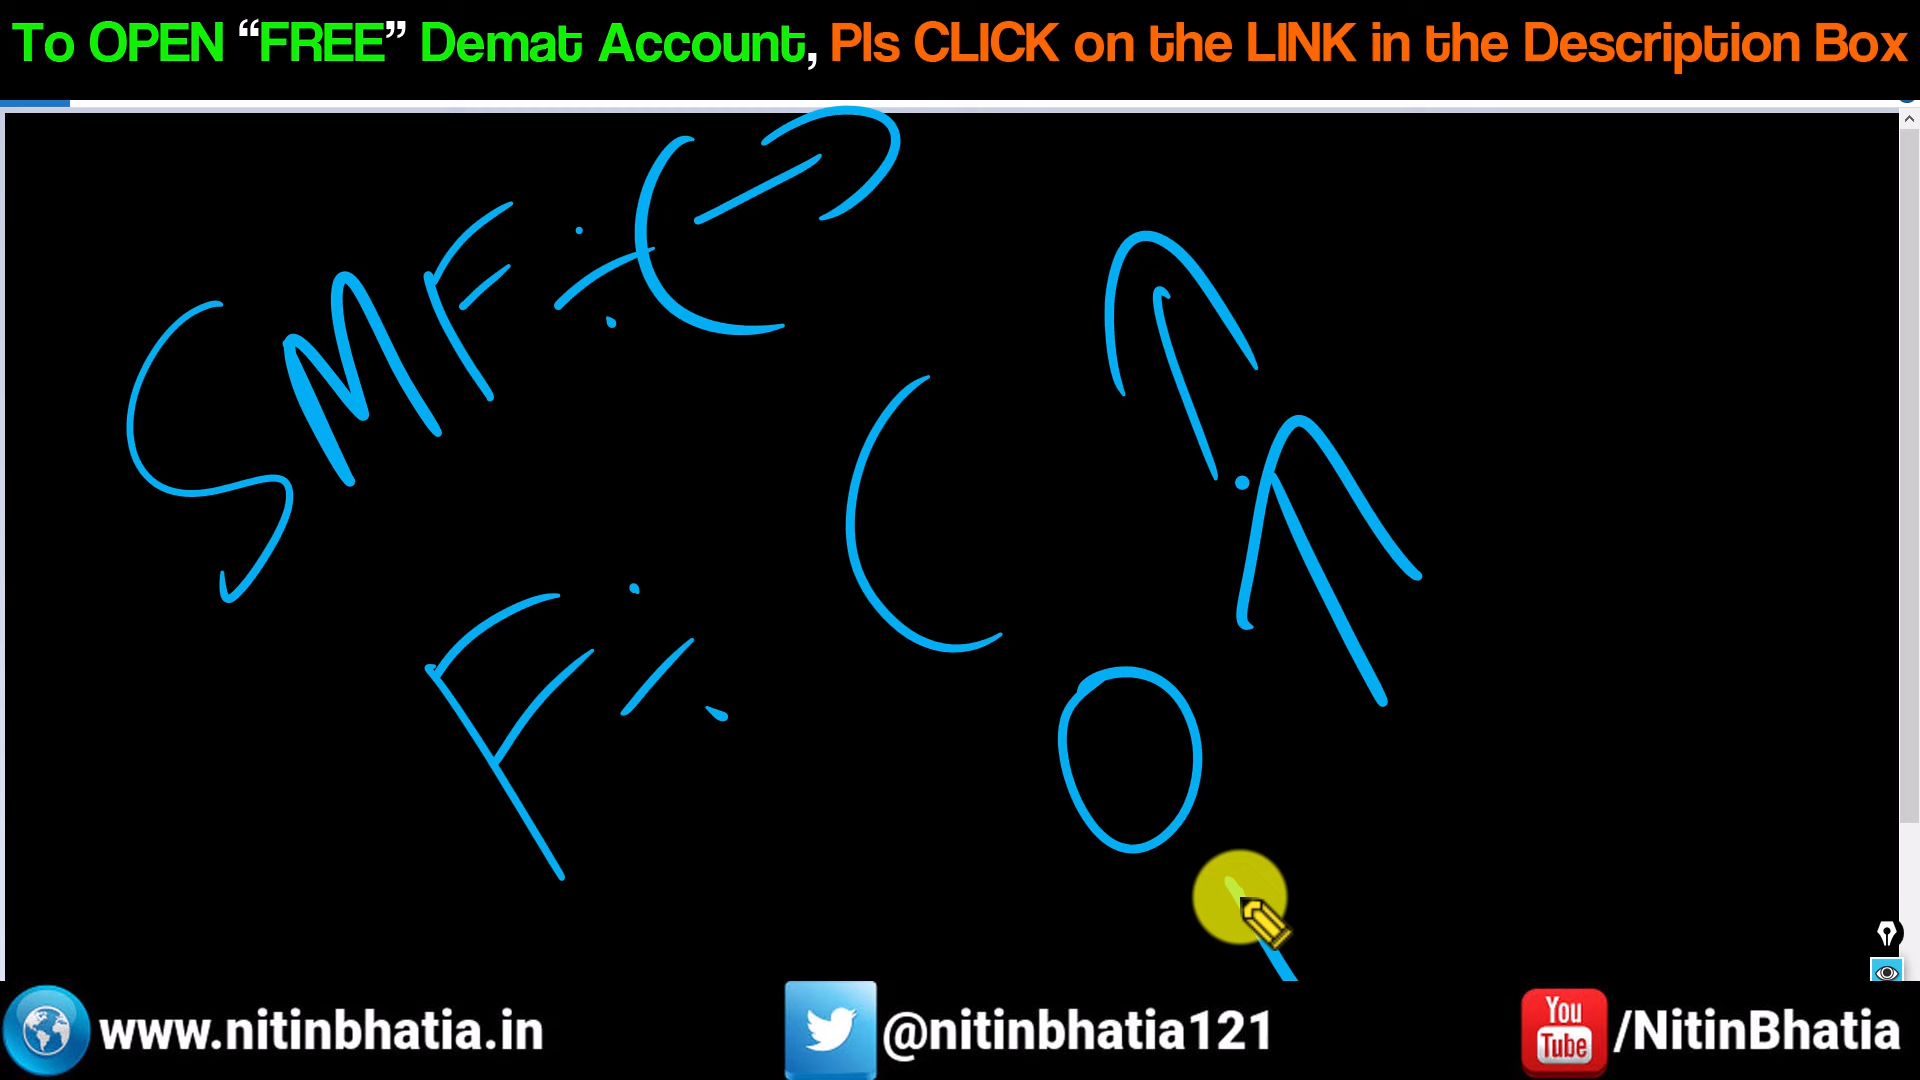 To OPEN “FREE” Demat Account, Pls CLICK on the LINK in the Description Box
SMF:- (-)
F:-
www.nitinbhatia.in
@nitinbhatia121
You Tube /NitinBhatia